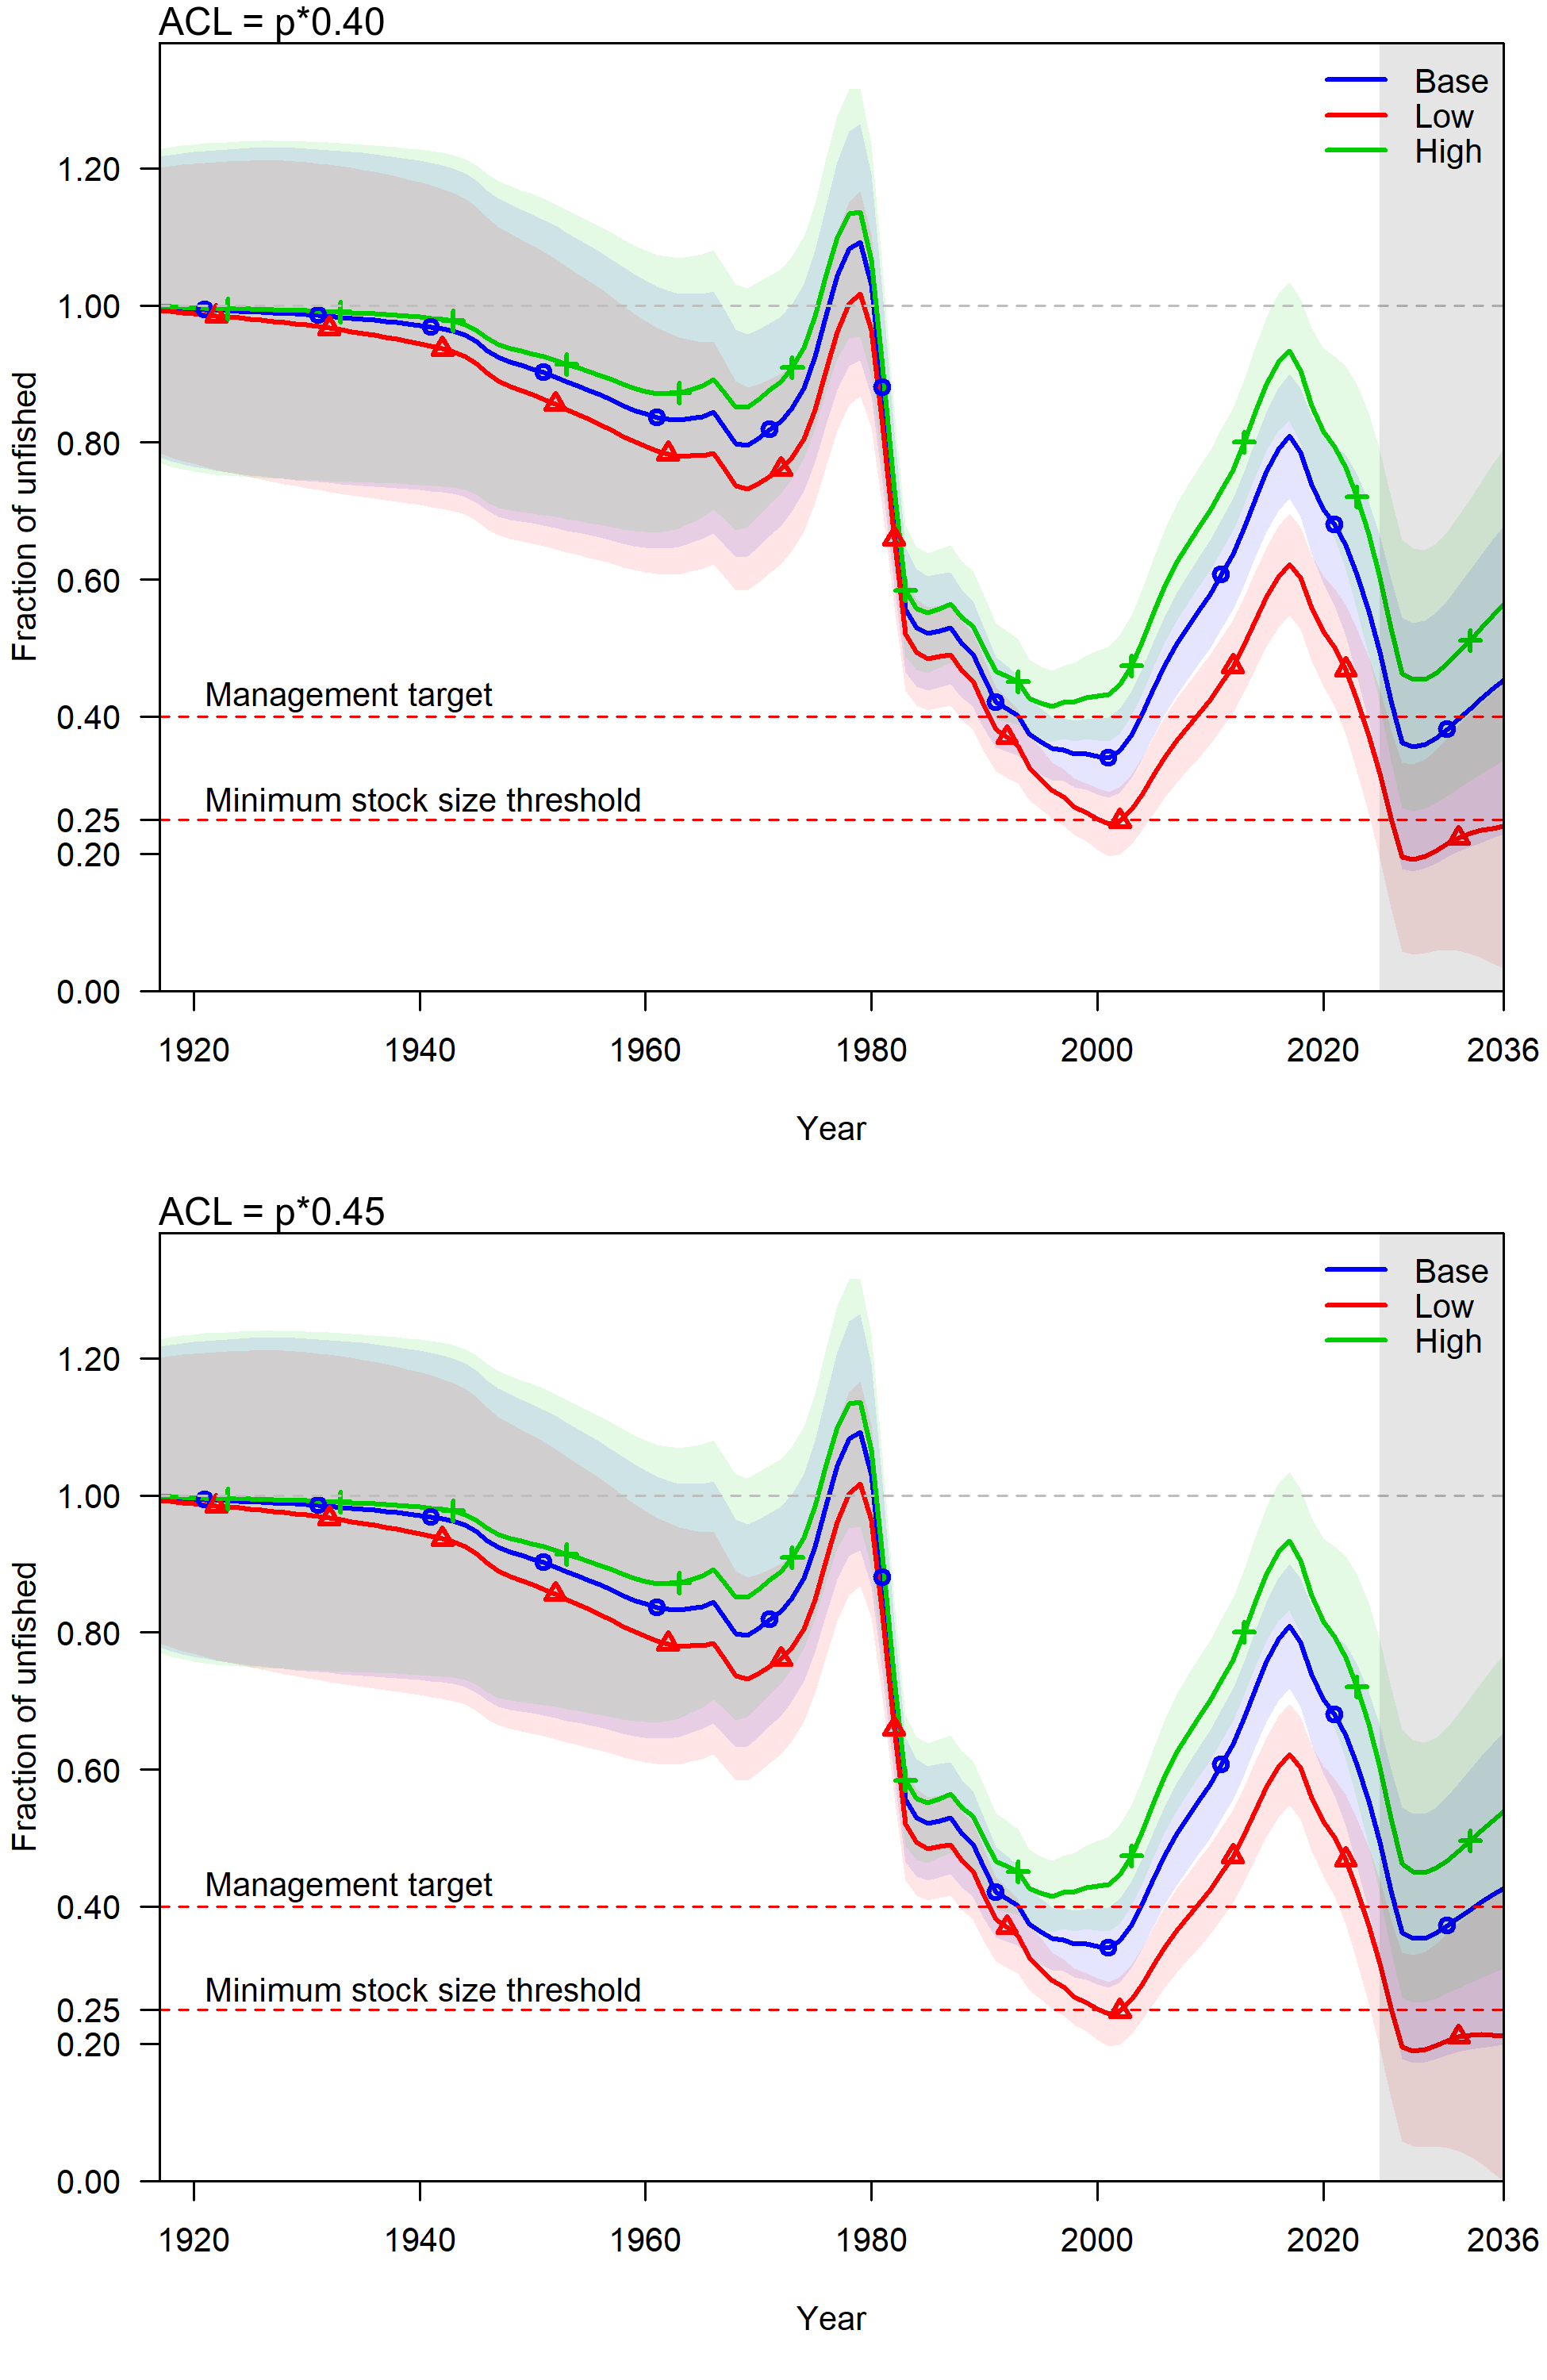 ACL = p*0.40
Base
Low
High
1.20
1.00
0.80
0.60
0.40
0.25
0.20
0.00
Fraction of unfished
Management target
Minimum stock size threshold
1920 1940 1960 1980 2000 2020 2036
Year
ACL = p*0.45
Base
Low
High
1.20
1.00
0.80
0.60
0.40
0.25
0.20
0.00
Fraction of unfished
Management target
Minimum stock size threshold
1920 1940 1960 1980 2000 2020 2036
Year